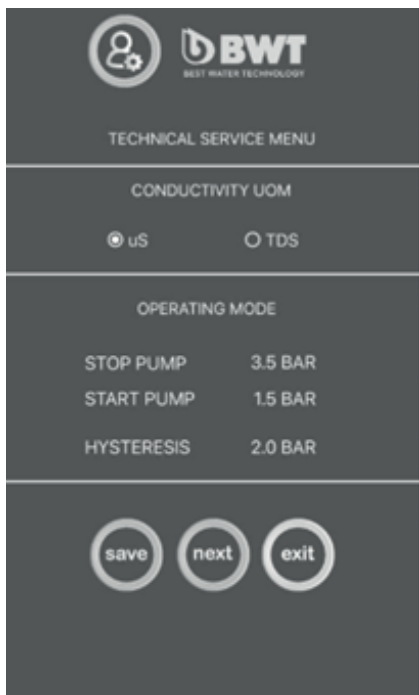 BWT
BEST WATER TECHNOLOGY
TECHNICAL SERVICE MENU
CONDUCTIVITY UOM
uS TDS
OPERATING MODE
STOP PUMP 3.5 BAR
START PUMP 1.5 BAR
HYSTERESIS 2.0 BAR
save next exit